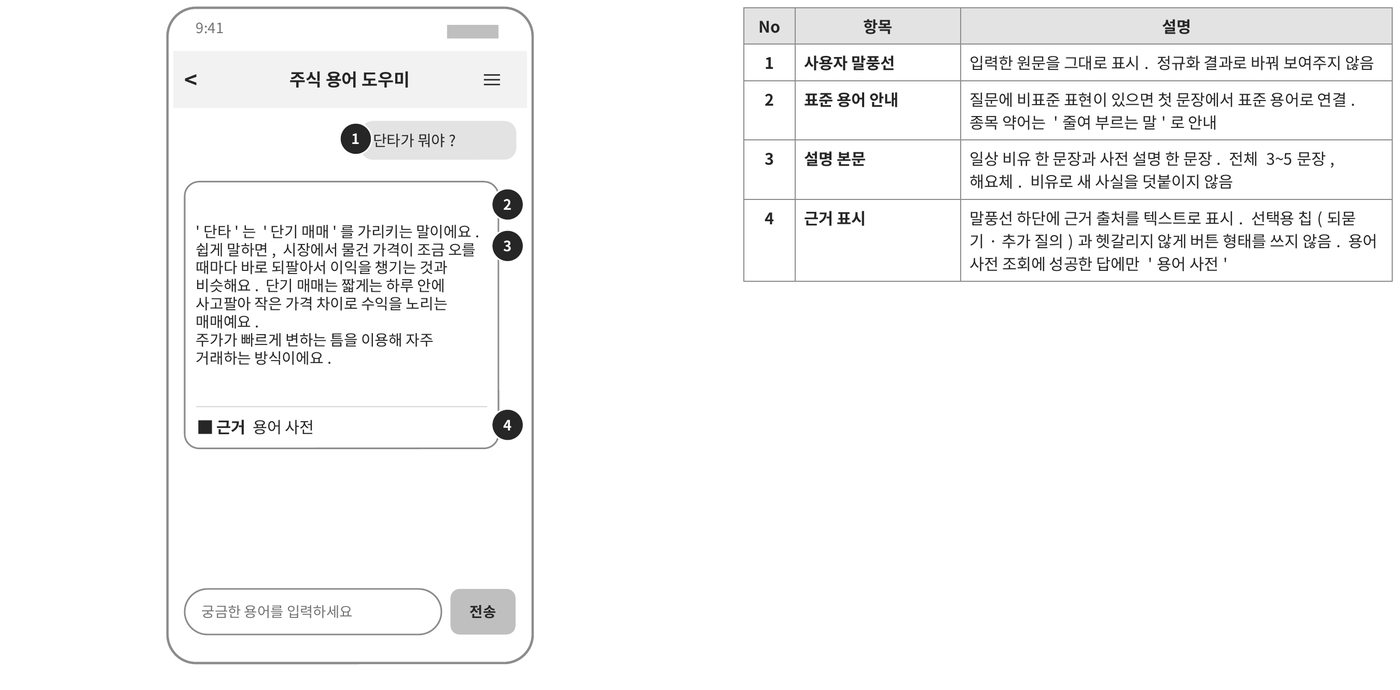 9:41
<
주식 용어 도우미
1
단타가 뭐야 ?
2
3
' 단타 ' 는 ' 단기 매매 ' 를 가리키는 말이에요 .
쉽게 말하면 , 시장에서 물건 가격이 조금 오를
때마다 바로 되팔아서 이익을 챙기는 것과
비슷해요 . 단기 매매는 짧게는 하루 안에
사고팔아 작은 가격 차이로 수익을 노리는
매매예요 .
주가가 빠르게 변하는 틈을 이용해 자주
거래하는 방식이에요 .
■ 근거 용어 사전
4
궁금한 용어를 입력하세요
전송
No 항목 설명
1 사용자 말풍선 입력한 원문을 그대로 표시 . 정규화 결과로 바꿔 보여주지 않음
2 표준 용어 안내 질문에 비표준 표현이 있으면 첫 문장에서 표준 용어로 연결 .
종목 약어는 ' 줄여 부르는 말 ' 로 안내
3 설명 본문 일상 비유 한 문장과 사전 설명 한 문장 . 전체 3~5 문장 ,
해요체 . 비유로 새 사실을 덧붙이지 않음
4 근거 표시 말풍선 하단에 근거 출처를 텍스트로 표시 . 선택용 칩 ( 되묻
기 · 추가 질의 ) 과 헷갈리지 않게 버튼 형태를 쓰지 않음 . 용어
사전 조회에 성공한 답에만 ' 용어 사전 '